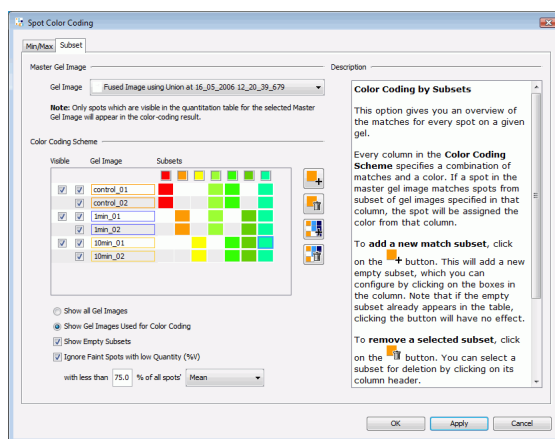 Spot Color Coding
Min/Max Subset
Master Gel Image
Gel Image Fused Image using Union at 16_05_2006 12_20_39_679
Note: Only spots which are visible in the quantitation table for the selected Master
Gel Image will appear in the color-coding result.
Color Coding Scheme
Visible Gel Image Subsets
control_01
control_02
1min_01
1min_02
10min_01
10min_02
Show all Gel Images
Show Gel Images Used for Color Coding
Show Empty Subsets
Ignore Faint Spots with low Quantity (%V)
with less than 75.0 % of all spots' Mean
Description
Color Coding by Subsets
This option gives you an overview of
the matches for every spot on a given
gel.
Every column in the Color Coding
Scheme specifies a combination of
matches and a color. If a spot in the
master gel image matches spots from
subset of gel images specified in that
column, the spot will be assigned the
color from that column.
To add a new match subset, click
on the button. This will add a new
empty subset, which you can
configure by clicking on the boxes in
the column. Note that if the empty
subset already appears in the table,
clicking the button will have no effect.
To remove a selected subset, click
on the button. You can select a
subset for deletion by clicking on its
column header.
OK Apply Cancel